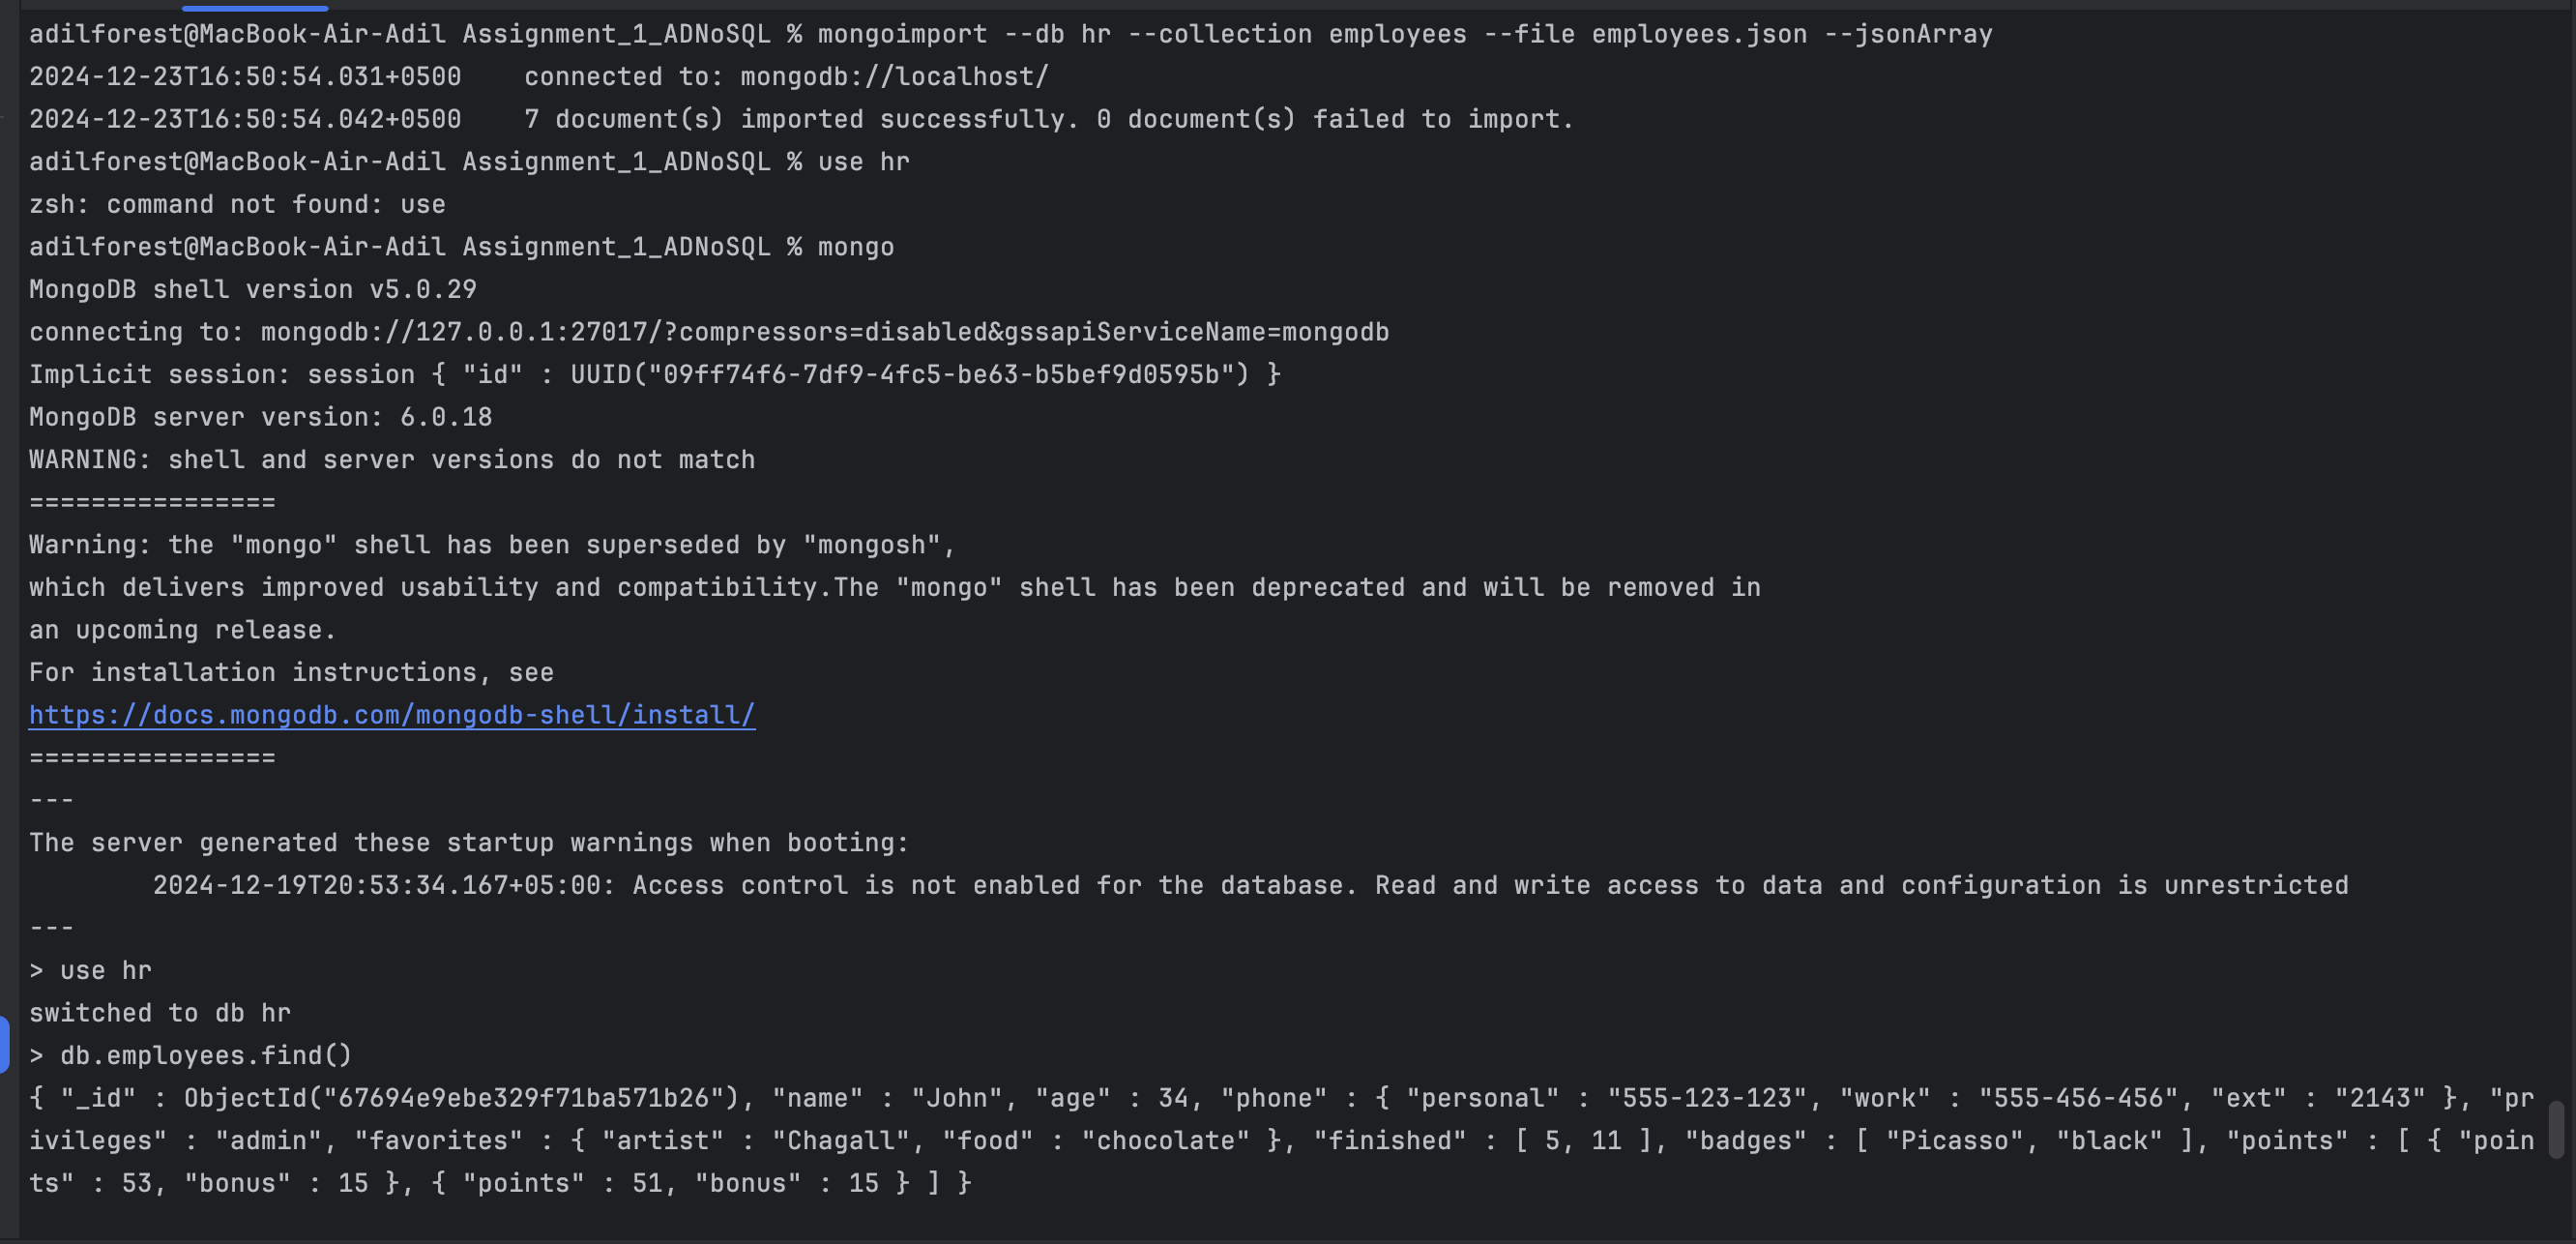 adilforest@MacBook-Air-Adil Assignment_1_ADNoSQL % mongoimport --db hr --collection employees --file employees.json --jsonArray
2024-12-23T16:50:54.031+0500    connected to: mongodb://localhost/
2024-12-23T16:50:54.042+0500    7 document(s) imported successfully. 0 document(s) failed to import.
adilforest@MacBook-Air-Adil Assignment_1_ADNoSQL % use hr
zsh: command not found: use
adilforest@MacBook-Air-Adil Assignment_1_ADNoSQL % mongo
MongoDB shell version v5.0.29
connecting to: mongodb://127.0.0.1:27017/?compressors=disabled&gssapiServiceName=mongodb
Implicit session: session { "id" : UUID("09ff74f6-7df9-4fc5-be63-b5bef9d0595b") }
MongoDB server version: 6.0.18
WARNING: shell and server versions do not match
================
Warning: the "mongo" shell has been superseded by "mongosh",
which delivers improved usability and compatibility.The "mongo" shell has been deprecated and will be removed in
an upcoming release.
For installation instructions, see
https://docs.mongodb.com/mongodb-shell/install/
================
---
The server generated these startup warnings when booting:
        2024-12-19T20:53:34.167+05:00: Access control is not enabled for the database. Read and write access to data and configuration is unrestricted
---
> use hr
switched to db hr
> db.employees.find()
{ "_id" : ObjectId("67694e9ebe329f71ba571b26"), "name" : "John", "age" : 34, "phone" : { "personal" : "555-123-123", "work" : "555-456-456", "ext" : "2143" }, "pr
ivileges" : "admin", "favorites" : { "artist" : "Chagall", "food" : "chocolate" }, "finished" : [ 5, 11 ], "badges" : [ "Picasso", "black" ], "points" : [ { "poin
ts" : 53, "bonus" : 15 }, { "points" : 51, "bonus" : 15 } ] }